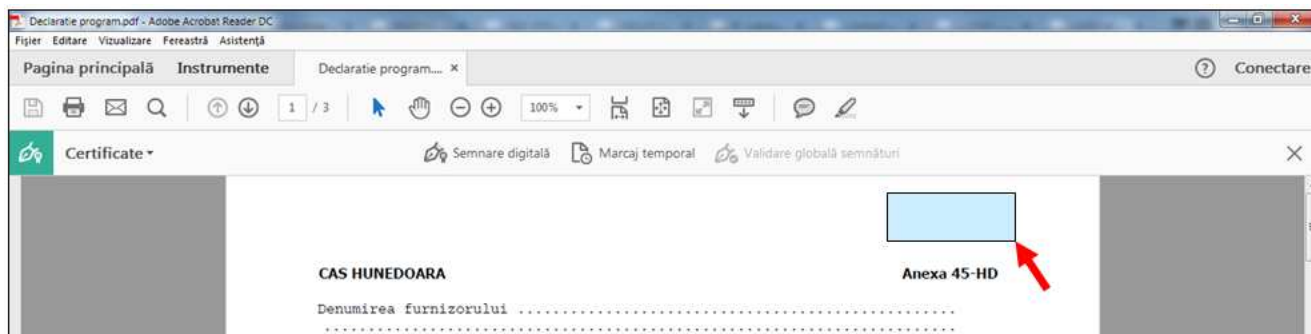 Declaratie program.pdf - Adobe Acrobat Reader DC
Fișier Editare Vizualizare Fereastră Asistență
Pagina principală Instrumente Declaratie program.... × ? Conectare
1 / 3 100%
Certificate Semnare digitală Marcaj temporal Validare globală semnături
CAS HUNEDOARA Anexa 45-HD
Denumirea furnizorului ............................................................
......................................................................................